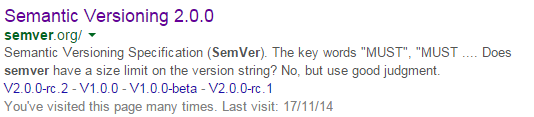 Semantic Versioning 2.0.0
semver.org/
Semantic Versioning Specification (SemVer). The key words "MUST", "MUST .... Does
semver have a size limit on the version string? No, but use good judgment.
V2.0.0-rc.2 - V1.0.0 - V1.0.0-beta - V2.0.0-rc.1
You've visited this page many times. Last visit: 17/11/14